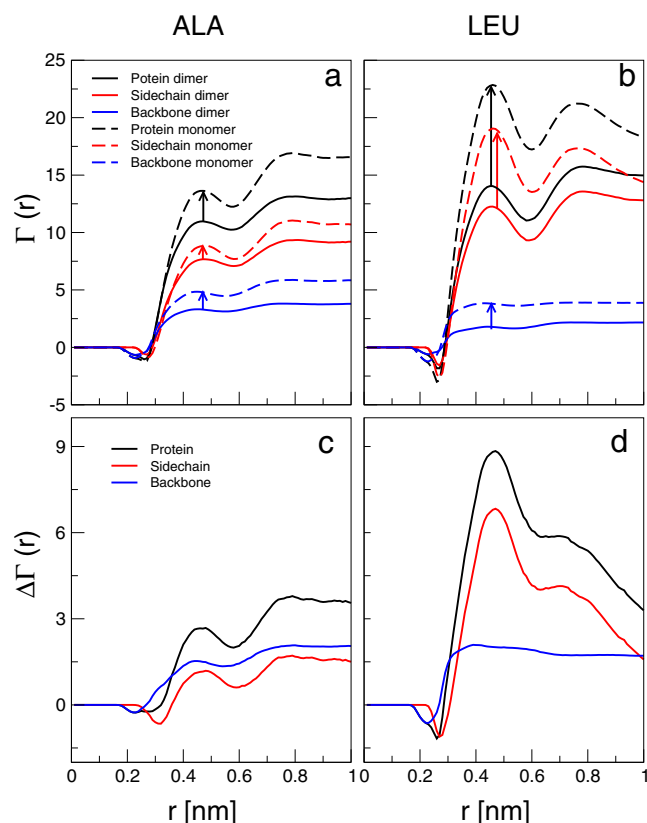 ALA
LEU
25
20
15
10
5
0
-5
Γ (r)
a
Potein dimer
Sidechain dimer
Backbone dimer
Protein monomer
Sidechain monomer
Backbone monomer
b
9
6
3
0
ΔΓ (r)
c
Protein
Sidechain
Backbone
d
0 0.2 0.4 0.6 0.8 1
0 0.2 0.4 0.6 0.8 1
r [nm]
r [nm]